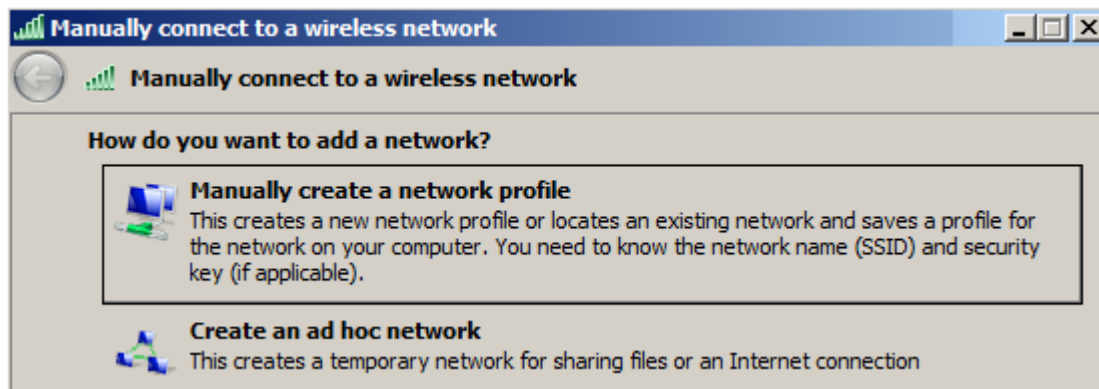 Manually connect to a wireless network
Manually connect to a wireless network
How do you want to add a network?
Manually create a network profile
This creates a new network profile or locates an existing network and saves a profile for
the network on your computer. You need to know the network name (SSID) and security
key (if applicable).
Create an ad hoc network
This creates a temporary network for sharing files or an Internet connection